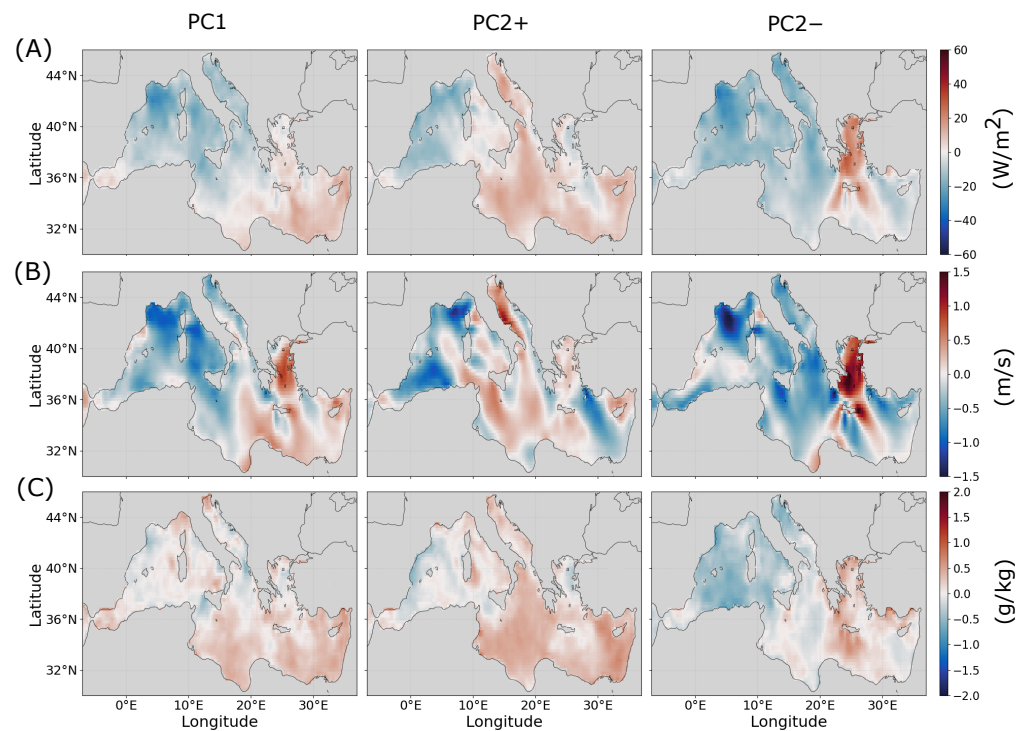 PC1 PC2+ PC2−
(A)
44°N
40°N
36°N
32°N
Latitude
60
40
20
0
−20
−40
−60
(W/m²)
(B)
44°N
40°N
36°N
32°N
Latitude
1.5
1.0
0.5
0.0
−0.5
−1.0
−1.5
(m/s)
(C)
44°N
40°N
36°N
32°N
Latitude
2.0
1.5
1.0
0.5
0.0
−0.5
−1.0
−1.5
−2.0
(g/kg)
0°E 10°E 20°E 30°E 0°E 10°E 20°E 30°E 0°E 10°E 20°E 30°E
Longitude Longitude Longitude